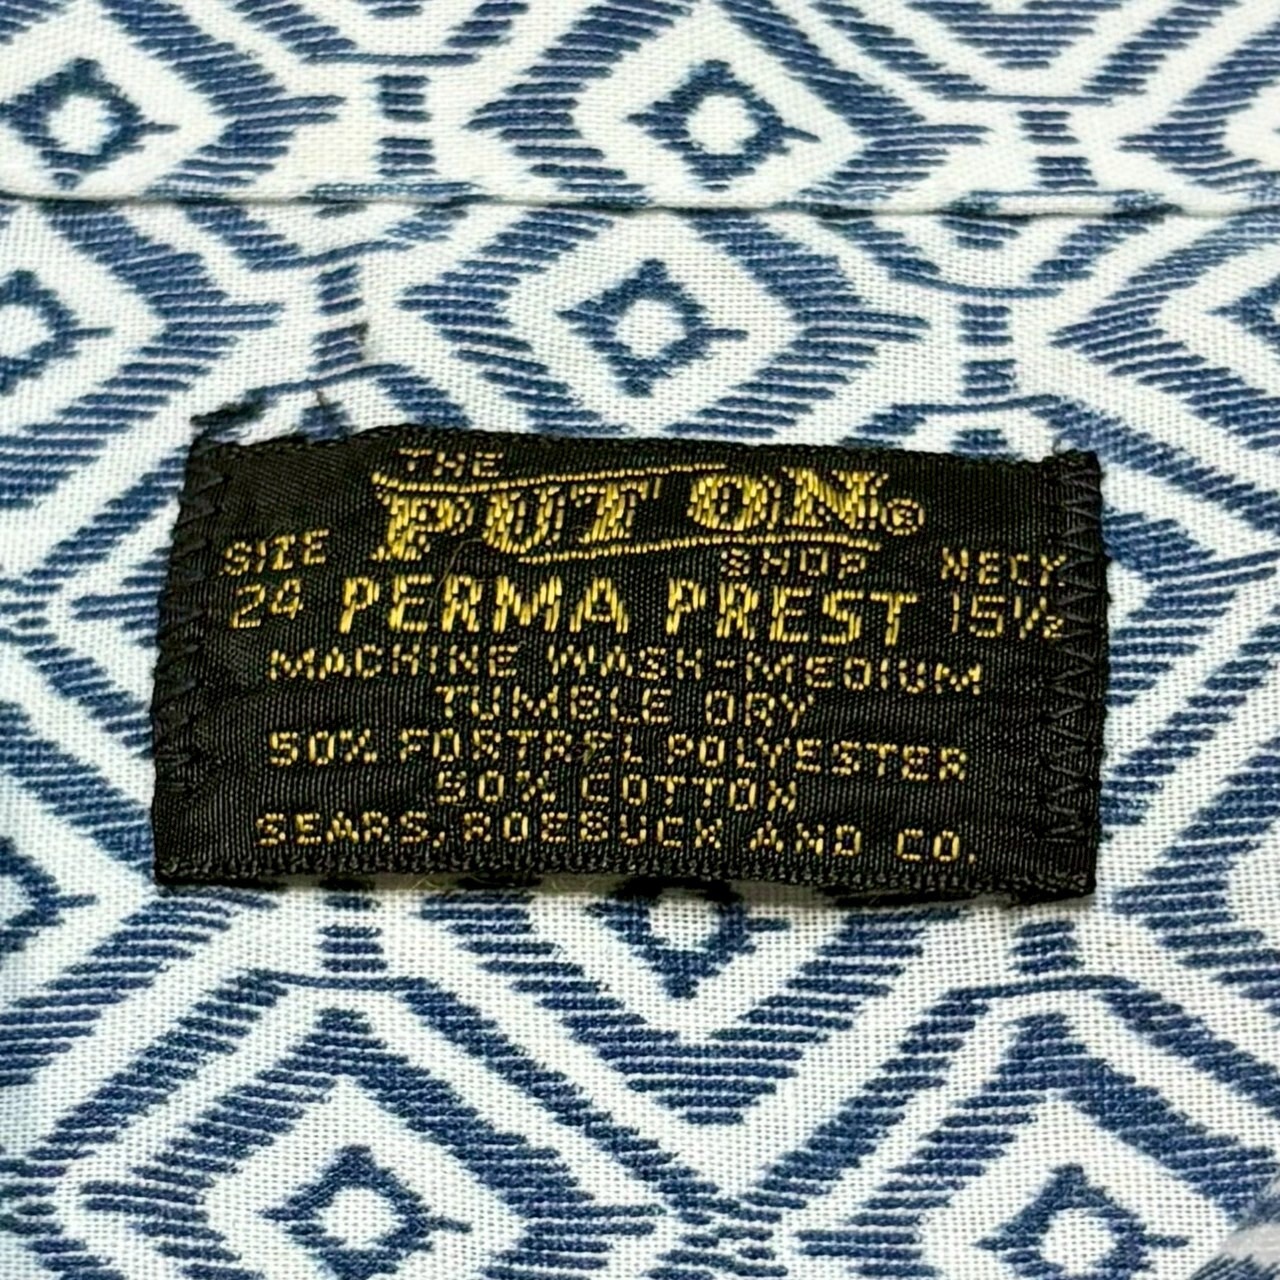 THE
PUT ON®
SHOP
SIZE 24
NECK 15½
PERMA PREST
MACHINE WASH-MEDIUM
TUMBLE DRY
50% FORTREL POLYESTER
50% COTTON
SEARS, ROEBUCK AND CO.